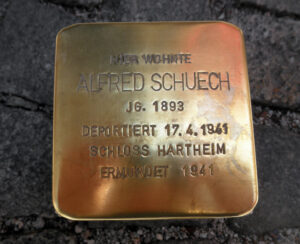 HIER WOHNTE
ALFRED SCHUECH
JG. 1893
DEPORTIERT 17.4.1941
SCHLOSS HARTHEIM
ERMORDET 1941